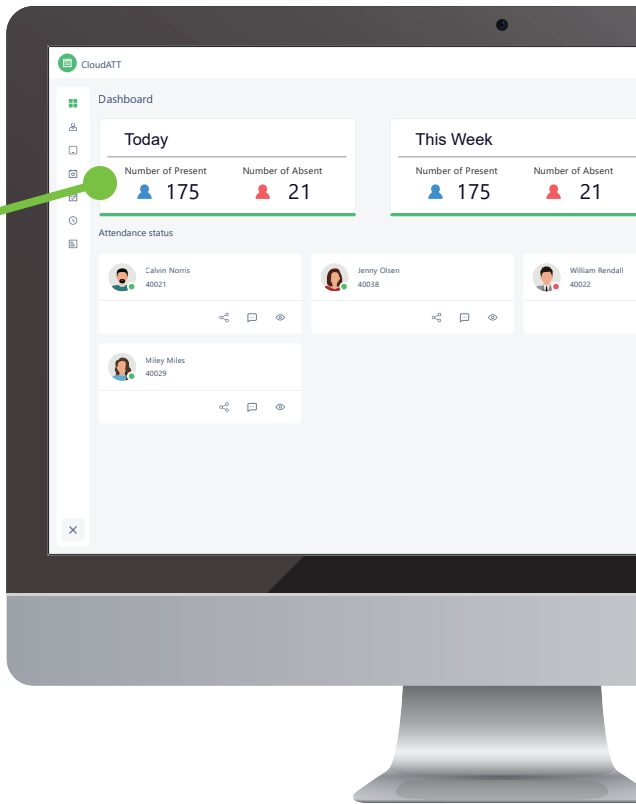 CloudATT
Dashboard
Today
Number of Present
Number of Absent
175
21
This Week
Number of Present
Number of Absent
175
21
Attendance status
Calvin Norris
40021
Jenny Olsen
40038
William Rendall
40022
Miley Miles
40029